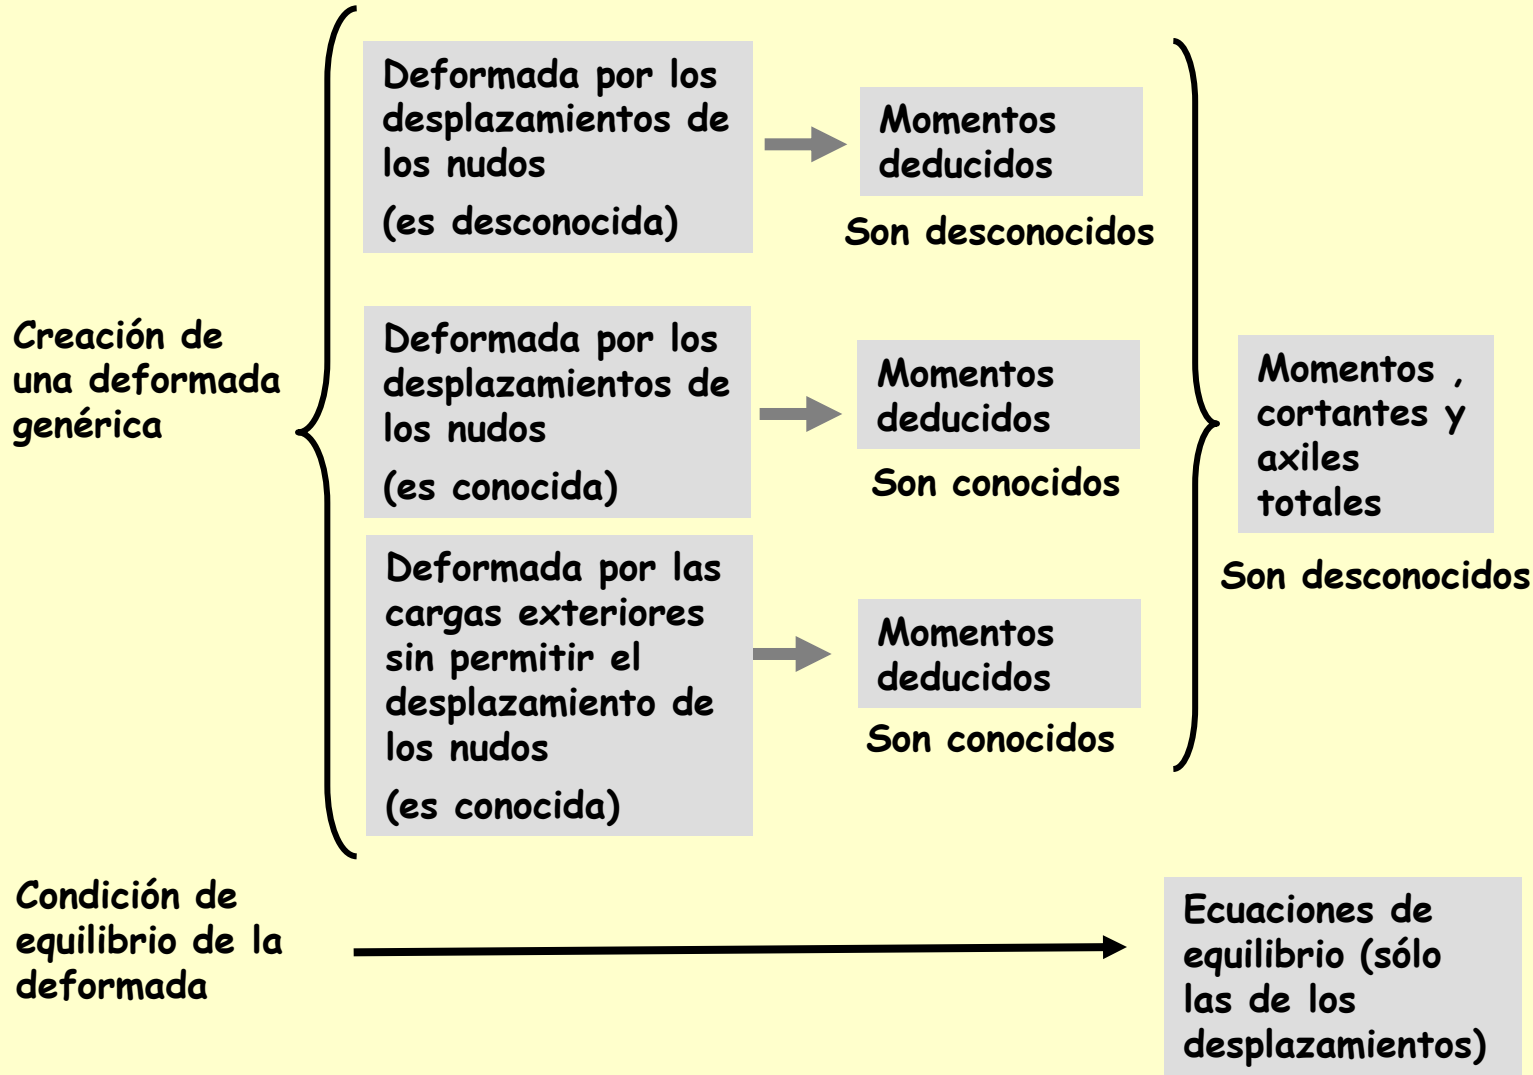 Creación de
una deformada
genérica
Deformada por los
desplazamientos de
los nudos
(es desconocida)
Momentos
deducidos
Son desconocidos
Deformada por los
desplazamientos de
los nudos
(es conocida)
Momentos
deducidos
Son conocidos
Deformada por las
cargas exteriores
sin permitir el
desplazamiento de
los nudos
(es conocida)
Momentos
deducidos
Son conocidos
Momentos ,
cortantes y
axiles
totales
Son desconocidos
Condición de
equilibrio de la
deformada
Ecuaciones de
equilibrio (sólo
las de los
desplazamientos)